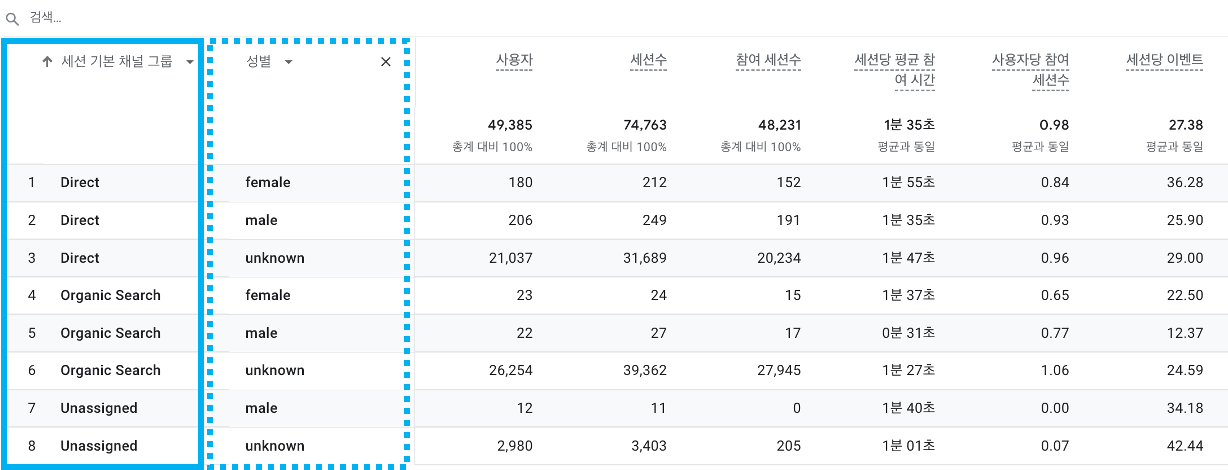 검색...
세션 기본 채널 그룹 성별 사용자 세션수 참여 세션수 세션당 평균 참 사용자당 참여 세션당 이벤트
여 시간 세션수
49,385 74,763 48,231 1분 35초 0.98 27.38
총계 대비 100% 총계 대비 100% 총계 대비 100% 평균과 동일 평균과 동일 평균과 동일
1 Direct female 180 212 152 1분 55초 0.84 36.28
2 Direct male 206 249 191 1분 35초 0.93 25.90
3 Direct unknown 21,037 31,689 20,234 1분 47초 0.96 29.00
4 Organic Search female 23 24 15 1분 37초 0.65 22.50
5 Organic Search male 22 27 17 0분 31초 0.77 12.37
6 Organic Search unknown 26,254 39,362 27,945 1분 27초 1.06 24.59
7 Unassigned male 12 11 0 1분 40초 0.00 34.18
8 Unassigned unknown 2,980 3,403 205 1분 01초 0.07 42.44